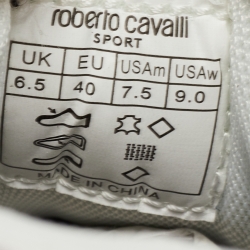 roberto cavalli
SPORT
UK EU USAm USAw
6.5 40 7.5 9.0
MADE IN CHINA